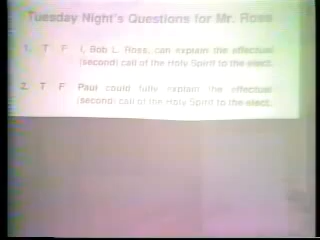 Tuesday Night's Questions for Mr. Ross
1. T F I, Bob L. Ross, can explain the effectual
(second) call of the Holy Spirit to the elect.
2. T F Paul could fully explain the effectual
(second) call of the Holy Spirit to the elect.